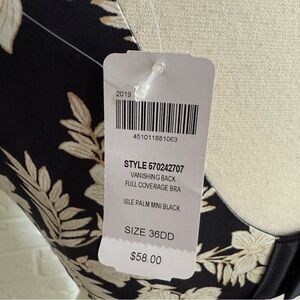 2019
451011881063
STYLE 570242707
VANISHING BACK
FULL COVERAGE BRA
ISLE PALM MINI BLACK
SIZE 36DD
$58.00